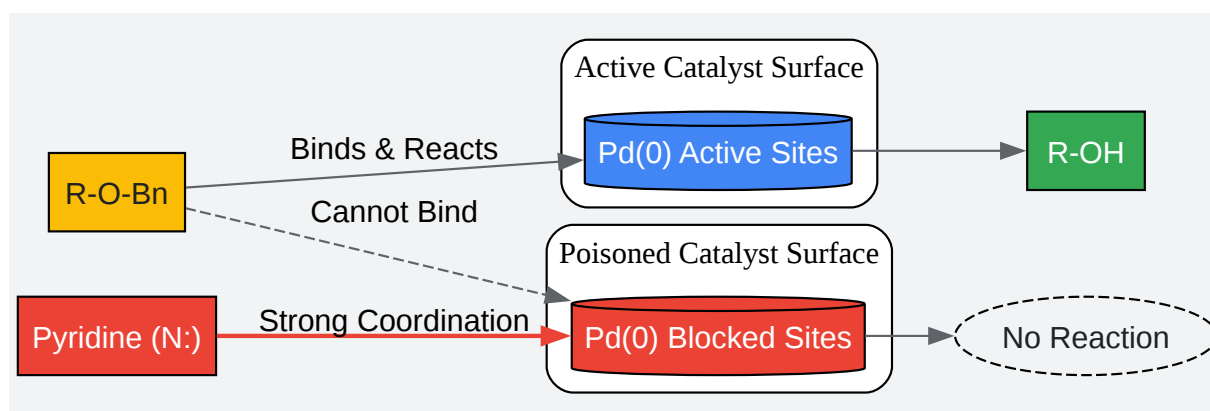 Active Catalyst Surface
Binds & Reacts
Pd(0) Active Sites
R-OH
R-O-Bn
Cannot Bind
Poisoned Catalyst Surface
Pyridine (N:)
Strong Coordination
Pd(0) Blocked Sites
No Reaction